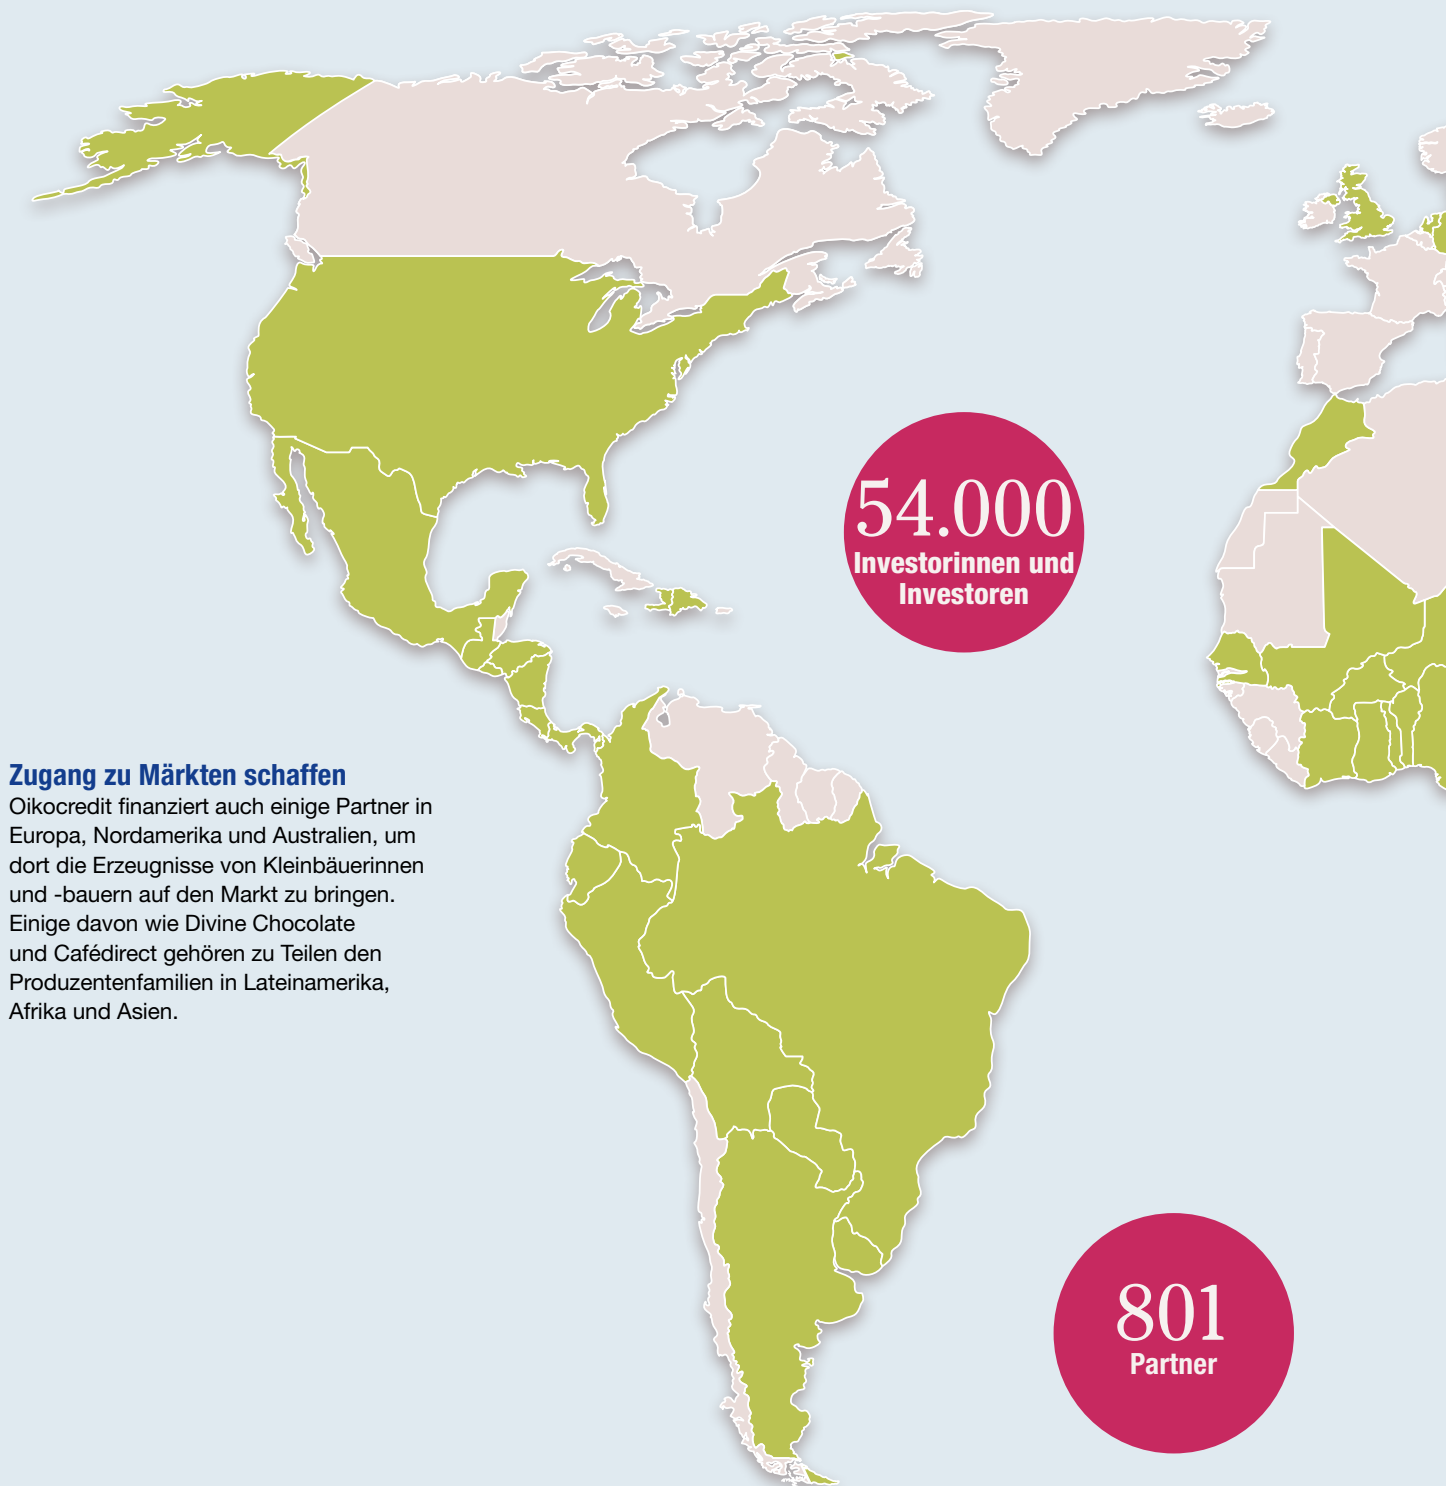 54.000
Investorinnen und
Investoren
Zugang zu Märkten schaffen
Oikocredit finanziert auch einige Partner in
Europa, Nordamerika und Australien, um
dort die Erzeugnisse von Kleinbäuerinnen
und -bauern auf den Markt zu bringen.
Einige davon wie Divine Chocolate
und Cafédirect gehören zu Teilen den
Produzentenfamilien in Lateinamerika,
Afrika und Asien.
801
Partner